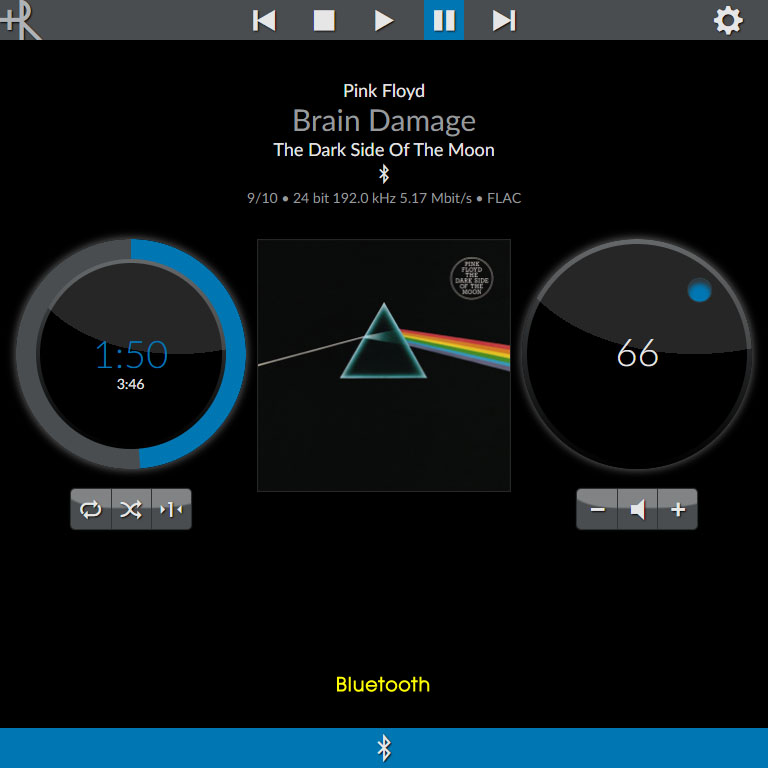 Pink Floyd
Brain Damage
The Dark Side Of The Moon
9/10 • 24 bit 192.0 kHz 5.17 Mbit/s • FLAC
PINK
FLOYD
THE DARK SIDE
OF THE
MOON
1:50
3:46
66
1
Bluetooth